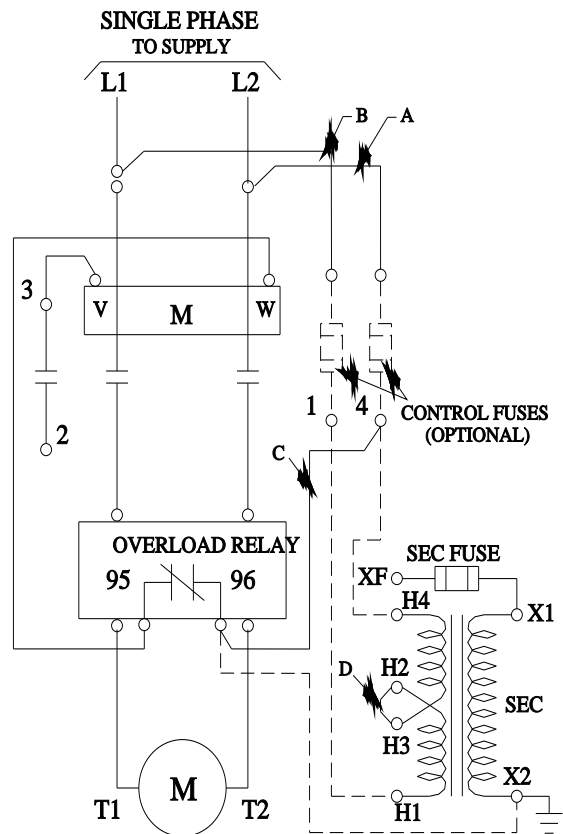 SINGLE PHASE
TO SUPPLY
L1 L2
B A
3
V M W
1 4
CONTROL FUSES
(OPTIONAL)
2
C
OVERLOAD RELAY
95 96
SEC FUSE
XF
H4 X1
D H2
SEC
H3
X2
T1 M T2
H1